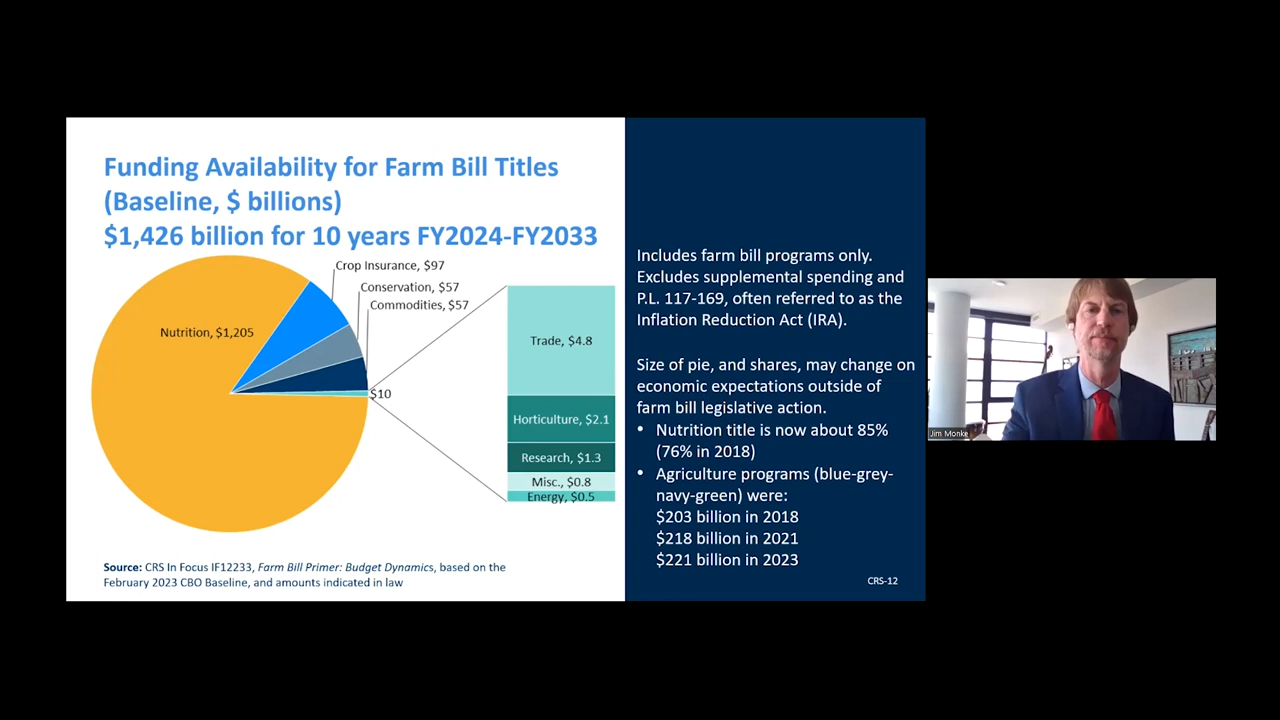 Funding Availability for Farm Bill Titles
(Baseline, $ billions)
$1,426 billion for 10 years FY2024-FY2033
Crop Insurance, $97
Conservation, $57
Commodities, $57
Nutrition, $1,205
$10
Trade, $4.8
Horticulture, $2.1
Research, $1.3
Misc., $0.8
Energy, $0.5
Source: CRS In Focus IF12233, Farm Bill Primer: Budget Dynamics, based on the
February 2023 CBO Baseline, and amounts indicated in law
Includes farm bill programs only.
Excludes supplemental spending and
P.L. 117-169, often referred to as the
Inflation Reduction Act (IRA).
Size of pie, and shares, may change on
economic expectations outside of
farm bill legislative action.
• Nutrition title is now about 85%
(76% in 2018)
• Agriculture programs (blue-grey-
navy-green) were:
$203 billion in 2018
$218 billion in 2021
$221 billion in 2023
CRS-12
Jim Monke